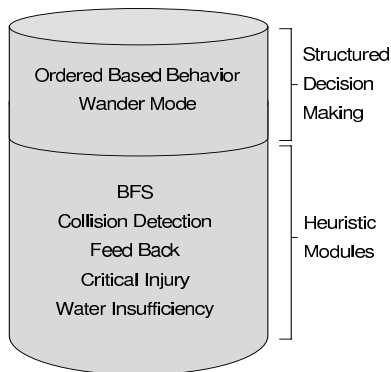 Ordered Based Behavior
Wander Mode
Structured
Decision
Making
BFS
Collision Detection
Feed Back
Critical Injury
Water Insufficiency
Heuristic
Modules